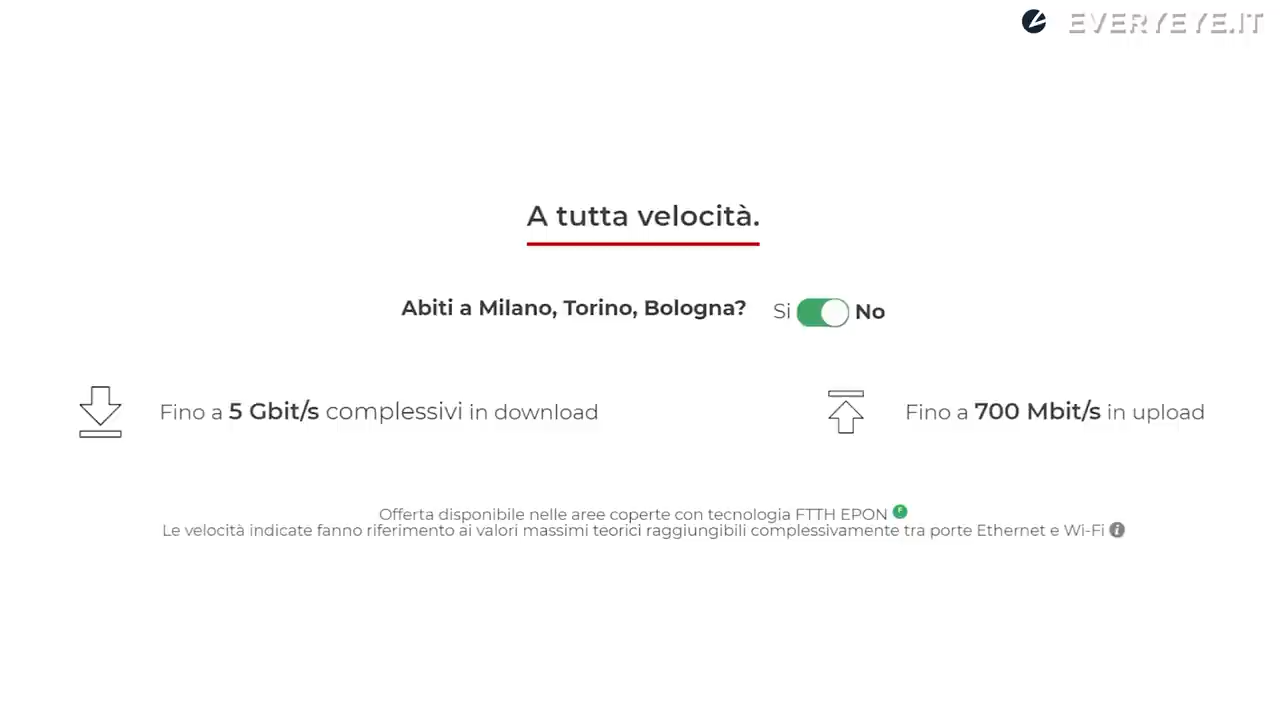 EVERYEYE.IT
A tutta velocità.
Abiti a Milano, Torino, Bologna? Si No
Fino a 5 Gbit/s complessivi in download
Fino a 700 Mbit/s in upload
Offerta disponibile nelle aree coperte con tecnologia FTTH EPON F
Le velocità indicate fanno riferimento ai valori massimi teorici raggiungibili complessivamente tra porte Ethernet e Wi-Fi i